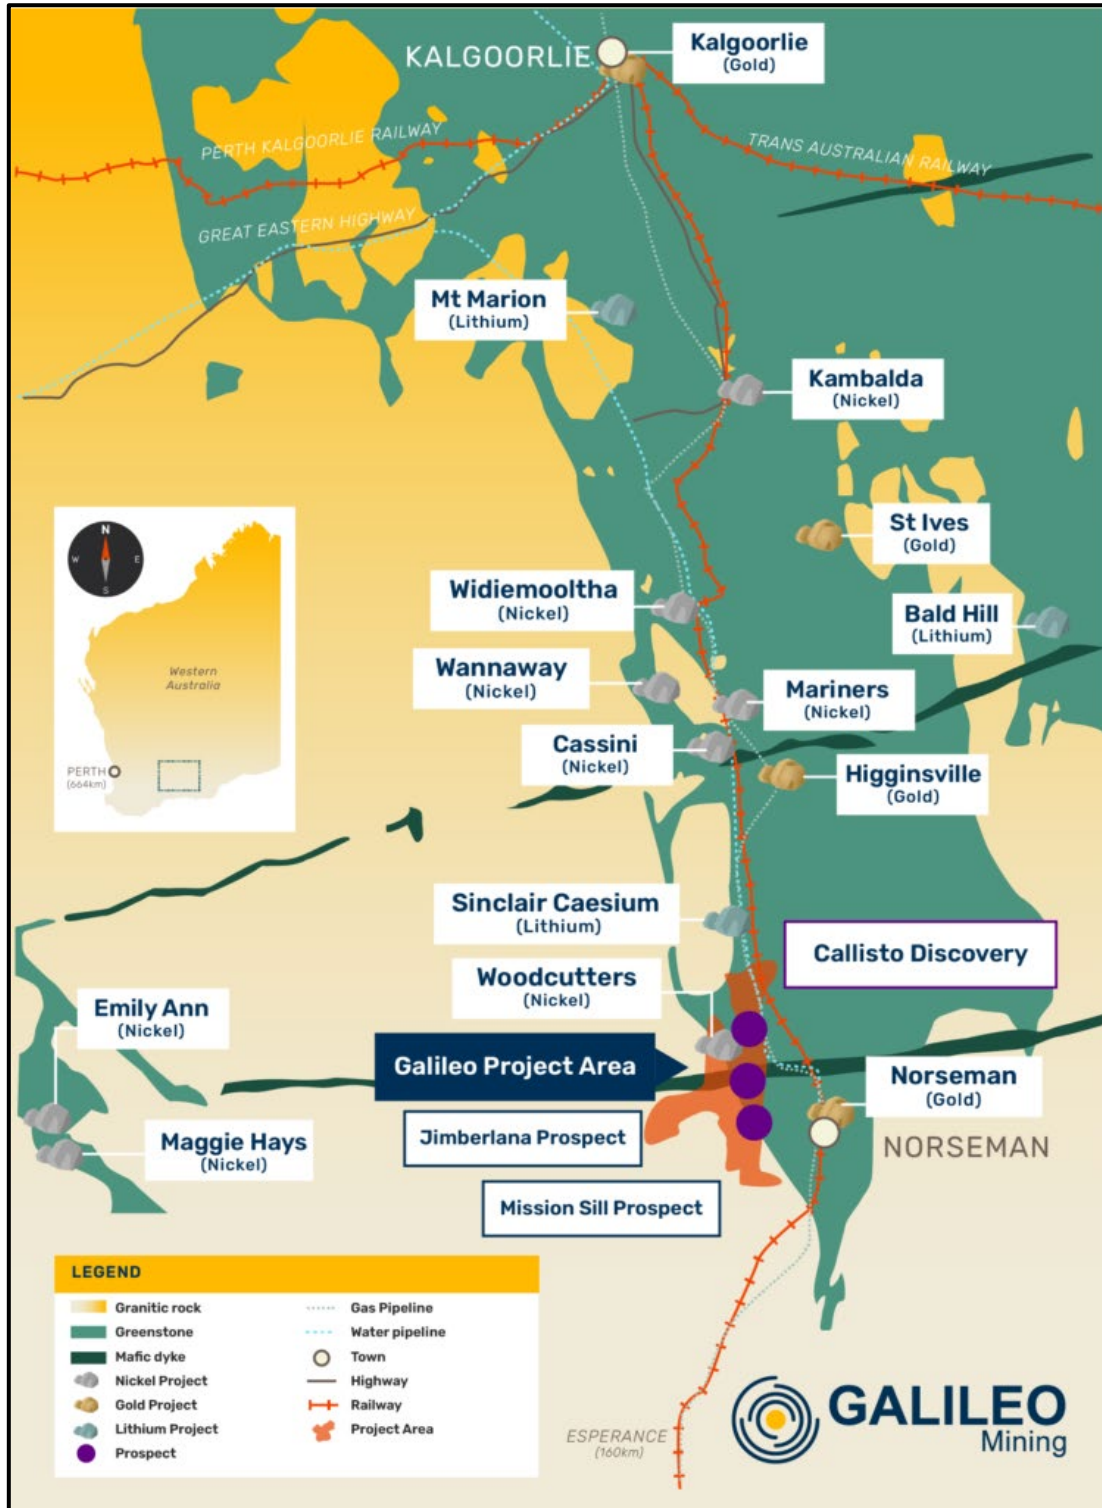 KALGOORLIE
Kalgoorlie
(Gold)
PERTH KALGOORLIE RAILWAY
TRANS AUSTRALIAN RAILWAY
GREAT EASTERN HIGHWAY
Mt Marion
(Lithium)
Kambalda
(Nickel)
St Ives
(Gold)
N
W
E
S
Widiemooltha
(Nickel)
Bald Hill
(Lithium)
Western
Australia
Wannaway
(Nickel)
Mariners
(Nickel)
Cassini
(Nickel)
PERTH
(664km)
Higginsville
(Gold)
Sinclair Caesium
(Lithium)
Callisto Discovery
Woodcutters
(Nickel)
Emily Ann
(Nickel)
Galileo Project Area
Norseman
(Gold)
Jimberlana Prospect
Maggie Hays
(Nickel)
NORSEMAN
Mission Sill Prospect
LEGEND
Granitic rock
Greenstone
Mafic dyke
Nickel Project
Gold Project
Lithium Project
Prospect
Gas Pipeline
Water pipeline
Town
Highway
Railway
Project Area
ESPERANCE
(160km)
GALILEO
Mining